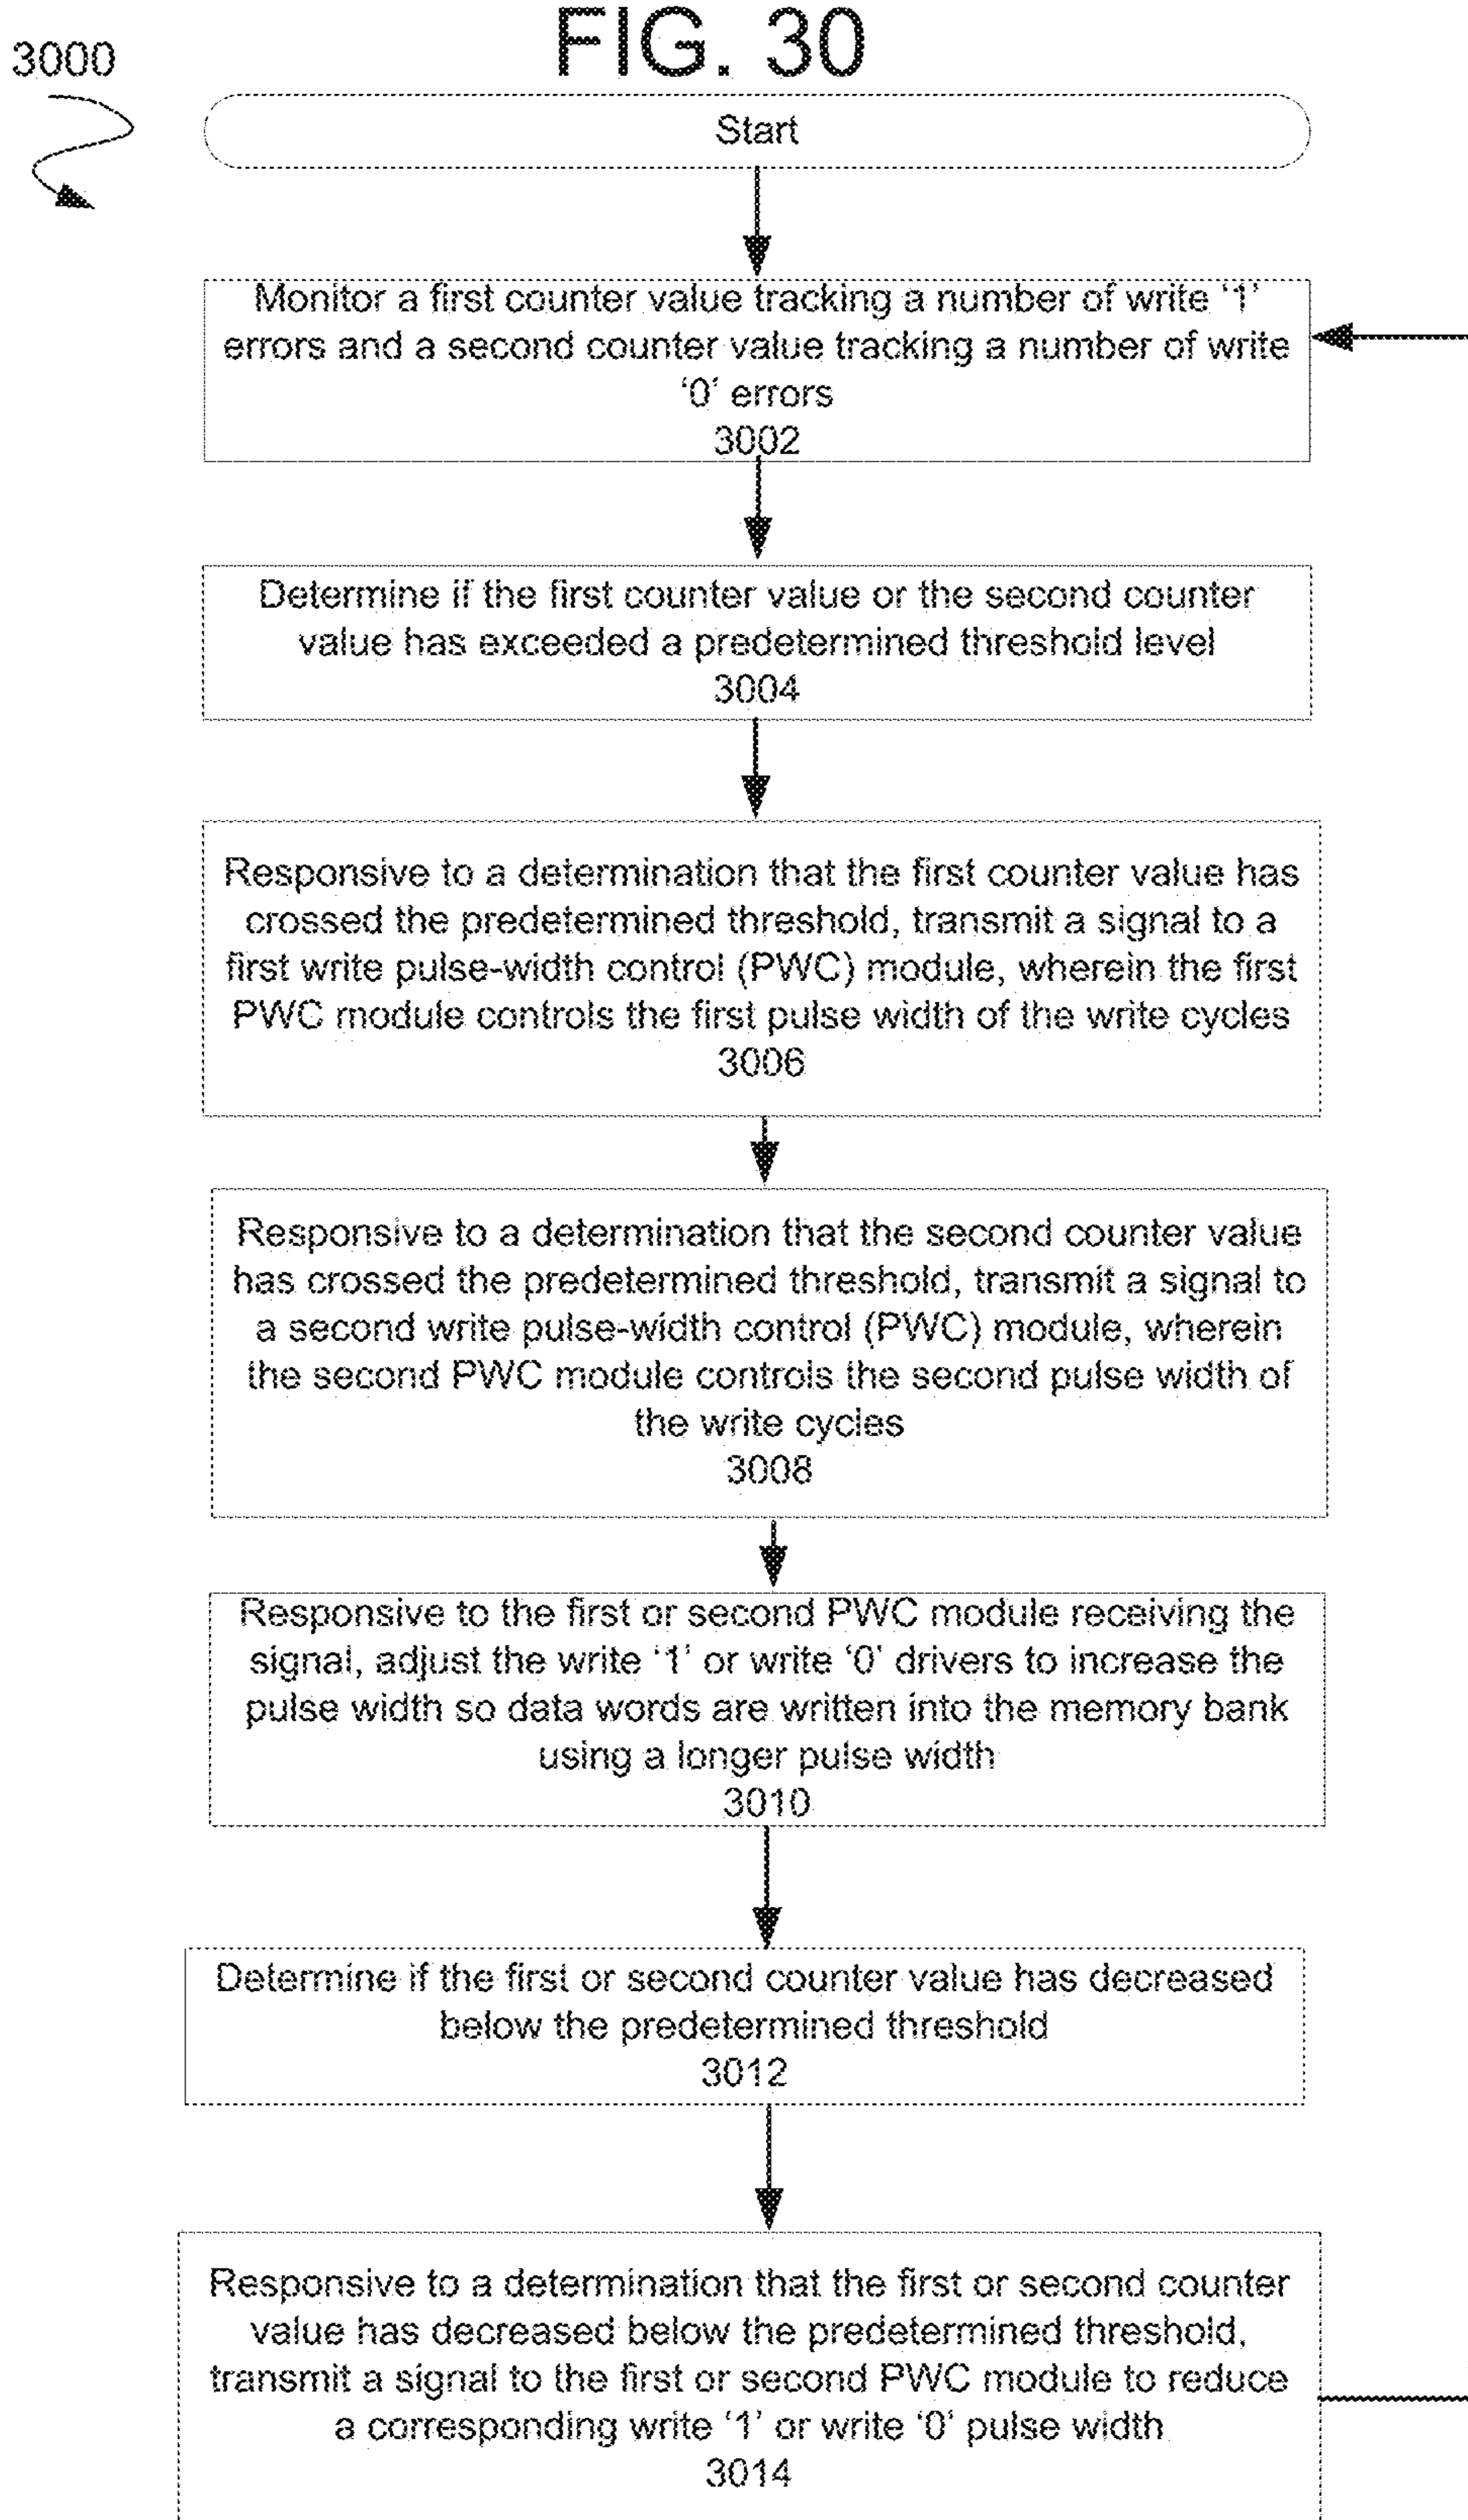 FIG. 30
3000
Start
Monitor a first counter value tracking a number of write ‘1’
errors and a second counter value tracking a number of write
‘0’ errors
3002
Determine if the first counter value or the second counter
value has exceeded a predetermined threshold level
3004
Responsive to a determination that the first counter value has
crossed the predetermined threshold, transmit a signal to a
first write pulse-width control (PWC) module, wherein the first
PWC module controls the first pulse width of the write cycles
3006
Responsive to a determination that the second counter value
has crossed the predetermined threshold, transmit a signal to
a second write pulse-width control (PWC) module, wherein
the second PWC module controls the second pulse width of
the write cycles
3008
Responsive to the first or second PWC module receiving the
signal, adjust the write ‘1’ or write ‘0’ drivers to increase the
pulse width so data words are written into the memory bank
using a longer pulse width
3010
Determine if the first or second counter value has decreased
below the predetermined threshold
3012
Responsive to a determination that the first or second counter
value has decreased below the predetermined threshold,
transmit a signal to the first or second PWC module to reduce
a corresponding write ‘1’ or write ‘0’ pulse width
3014